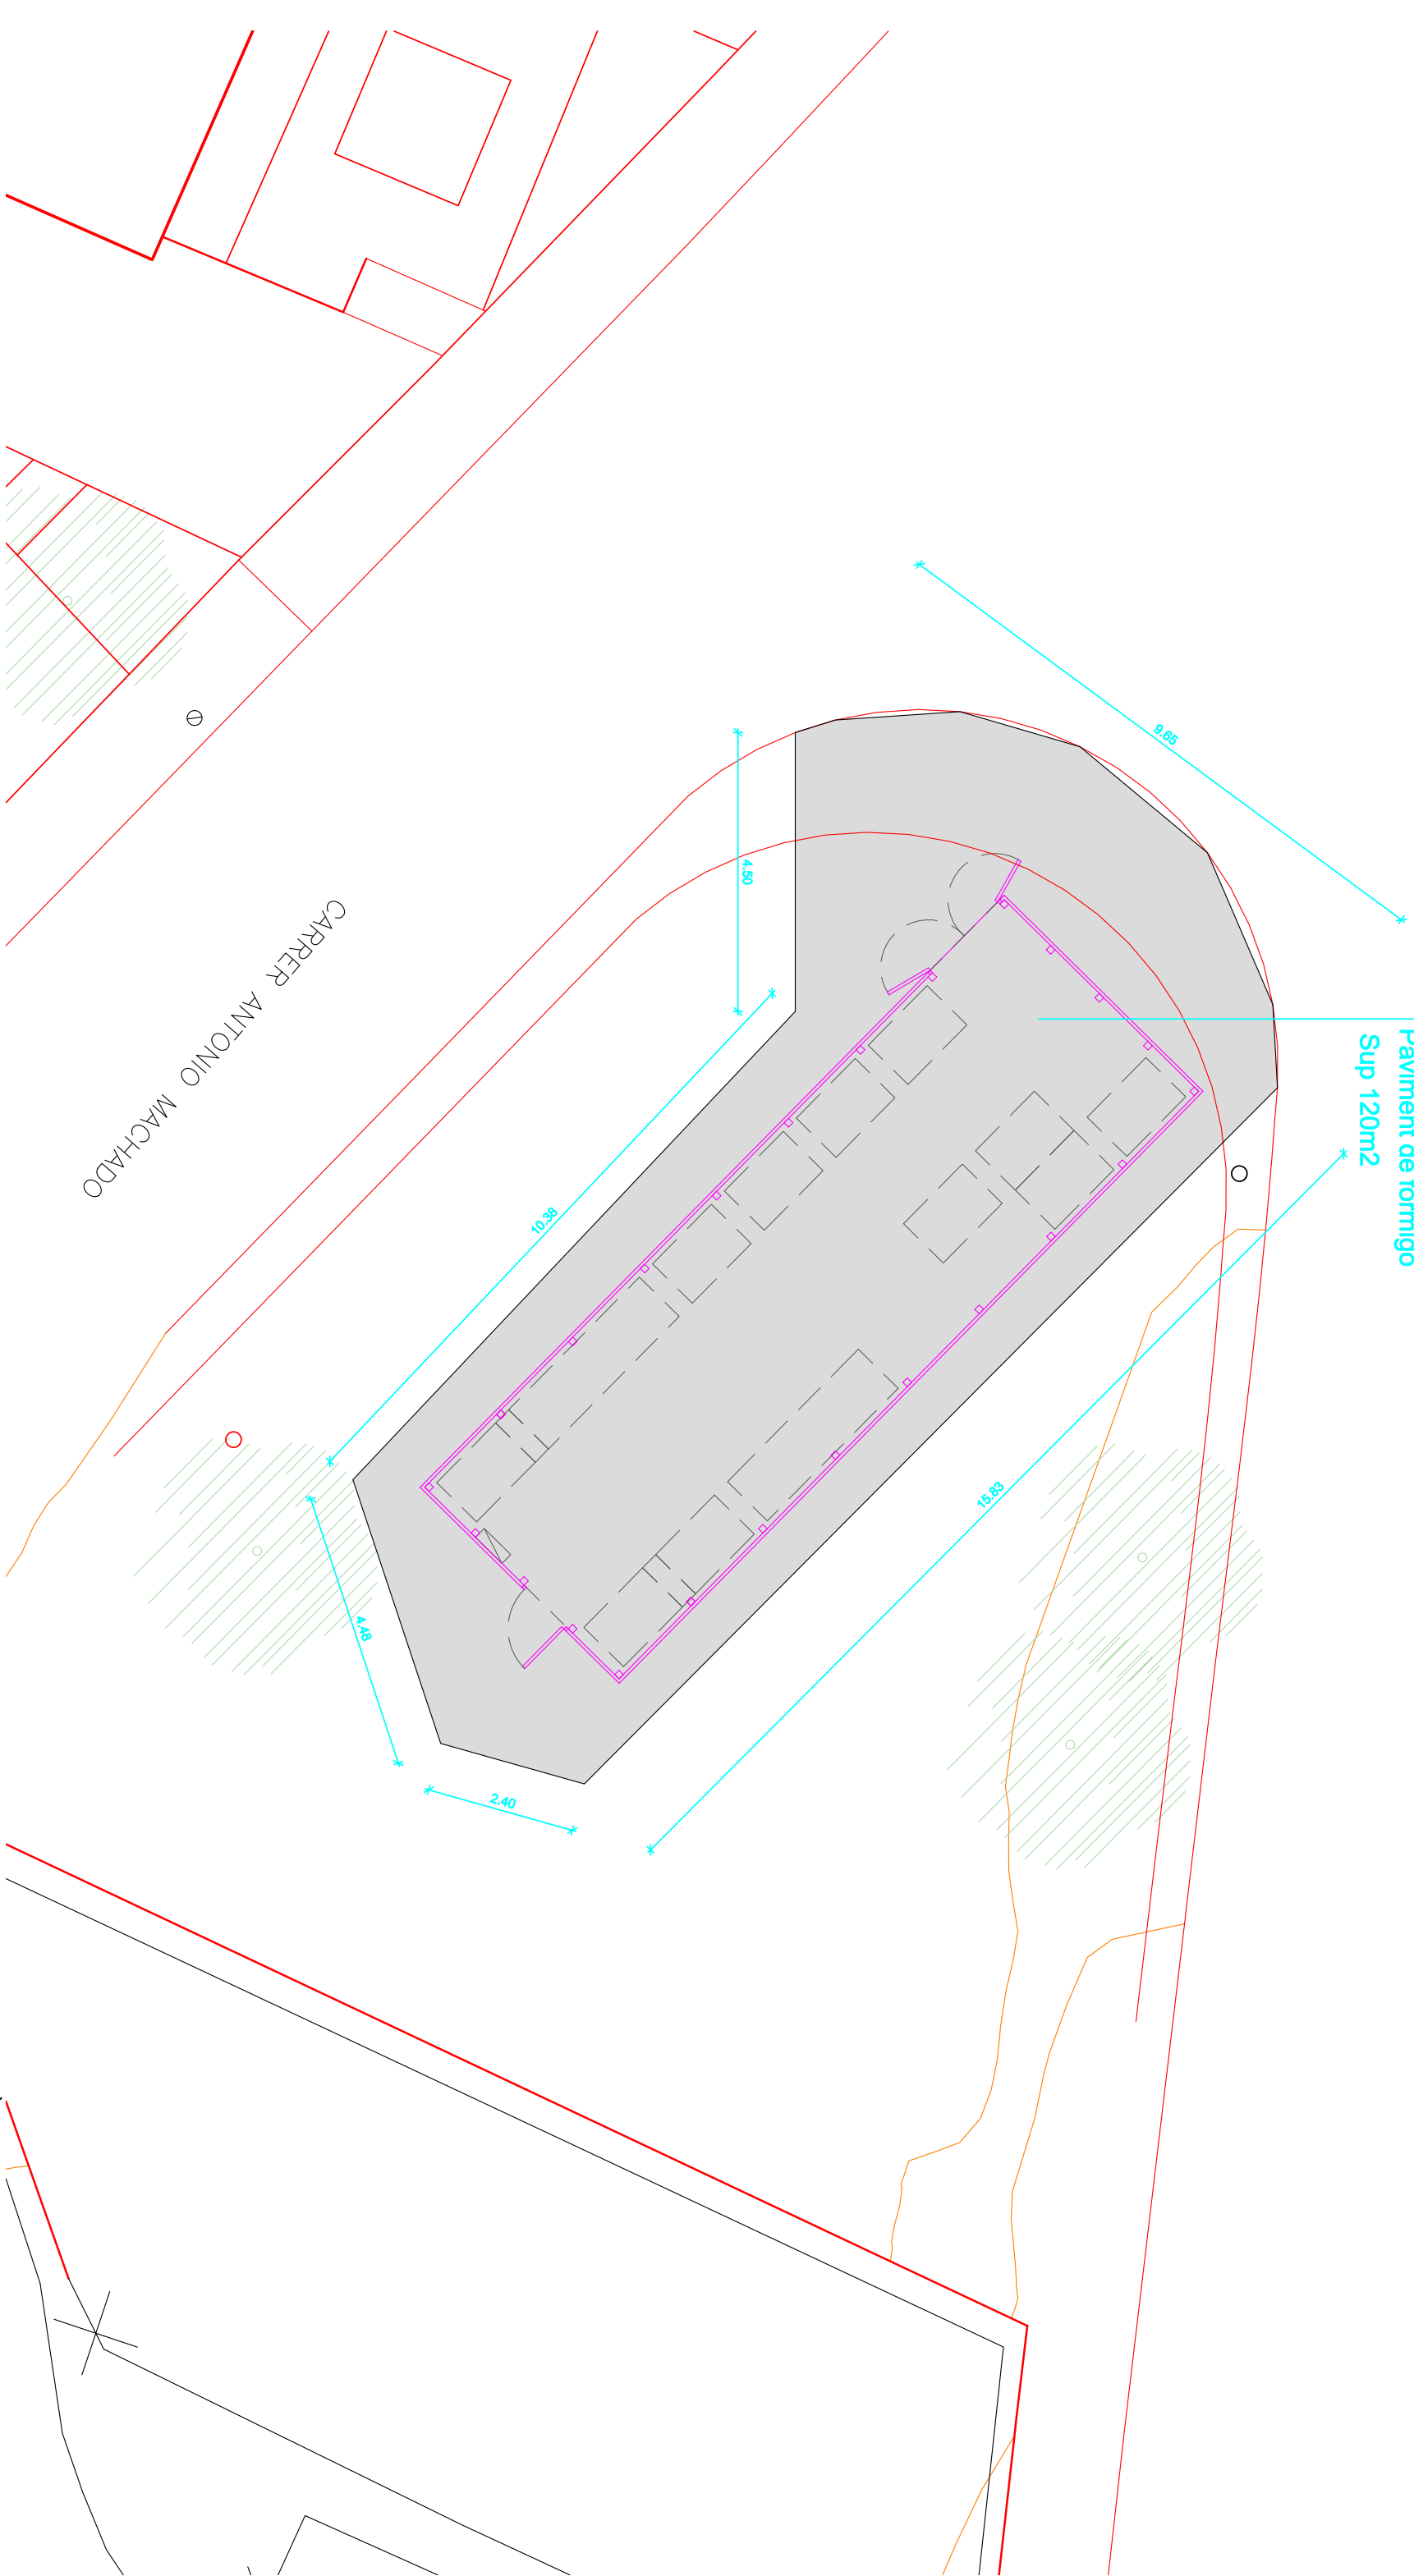 9.65
4.50
Paviment de formigo
Sup 120m2
CARRER ANTONIO MACHADO
10.38
15.83
4.48
2.40